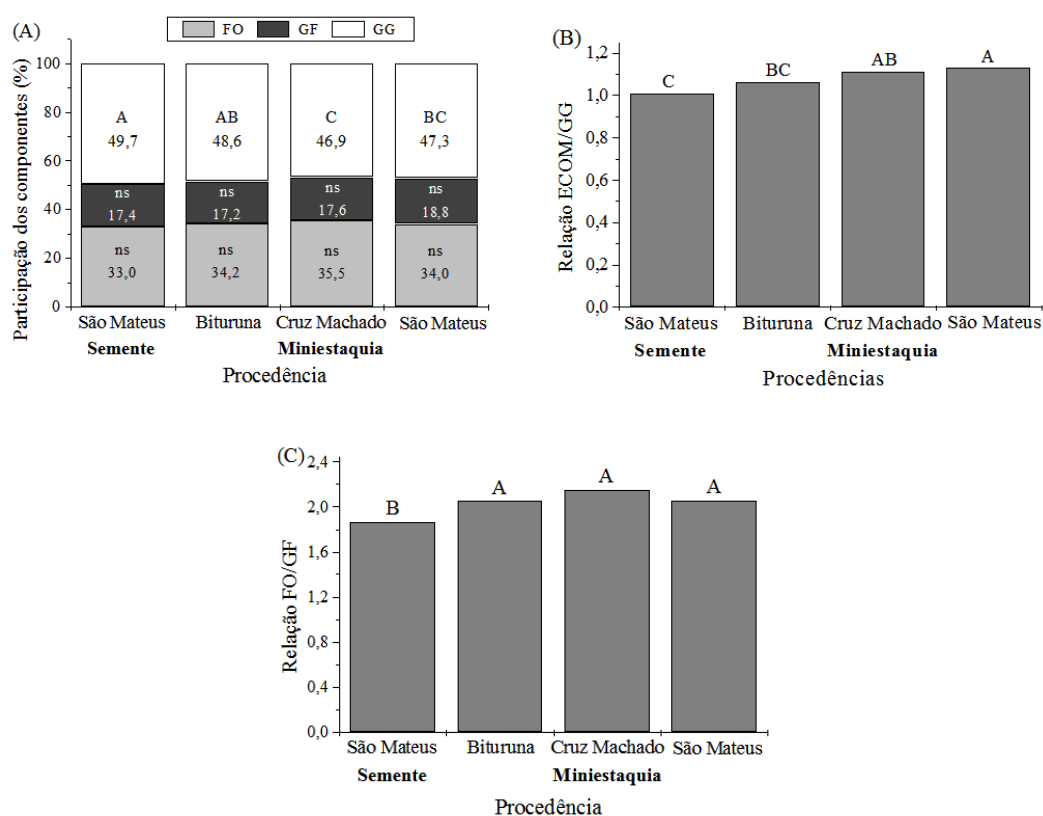 (A)
FO GF GG
Participação dos componentes (%)
100
80
60
40
20
0
A AB C BC
49,7 48,6 46,9 47,3
ns ns ns ns
17,4 17,2 17,6 18,8
ns ns ns ns
33,0 34,2 35,5 34,0
São Mateus Bituruna Cruz Machado São Mateus
Semente Miniestaquia
Procedência
(B)
Relação ECOM/GG
1,2
1,0
0,8
0,6
0,4
0,2
0,0
C BC AB A
São Mateus Bituruna Cruz Machado São Mateus
Semente Miniestaquia
Procedências
(C)
Relação FO/GF
2,4
2,0
1,6
1,2
0,8
0,4
0,0
B A A A
São Mateus Bituruna Cruz Machado São Mateus
Semente Miniestaquia
Procedência